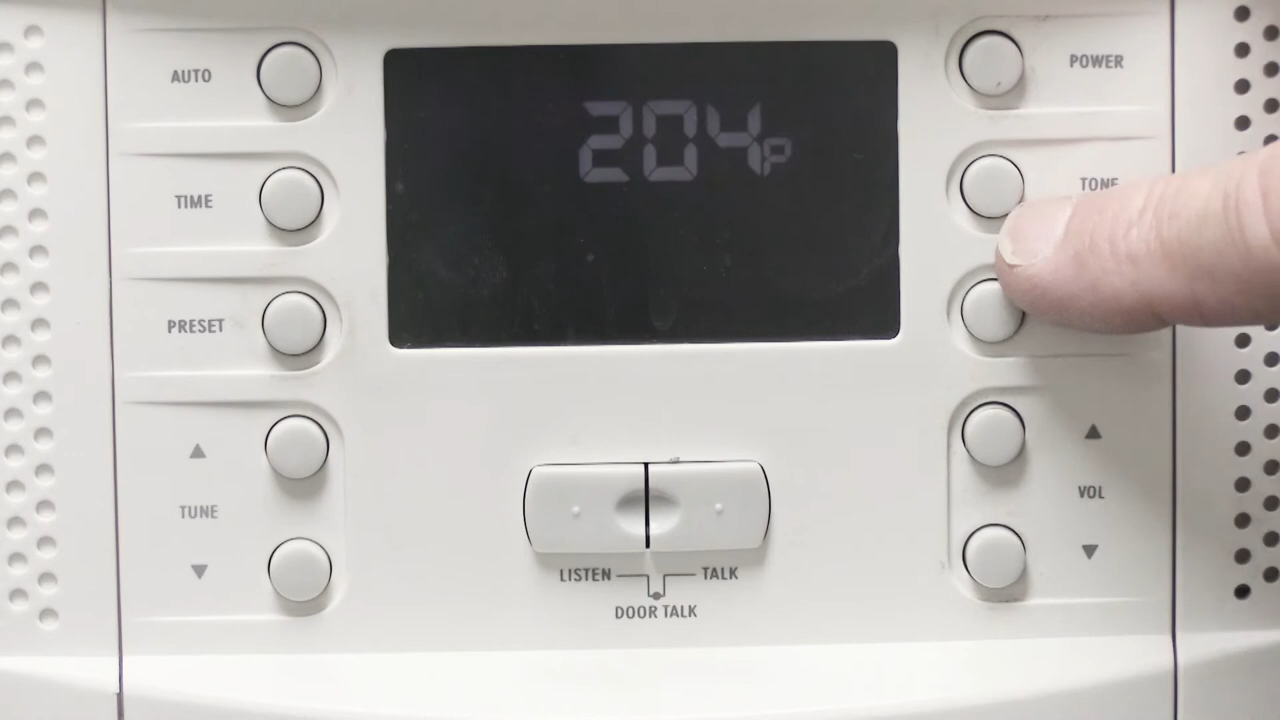 AUTO
204P
POWER
TIME
TONE
PRESET
▲
TUNE
▼
▲
VOL
▼
LISTEN
TALK
DOOR TALK